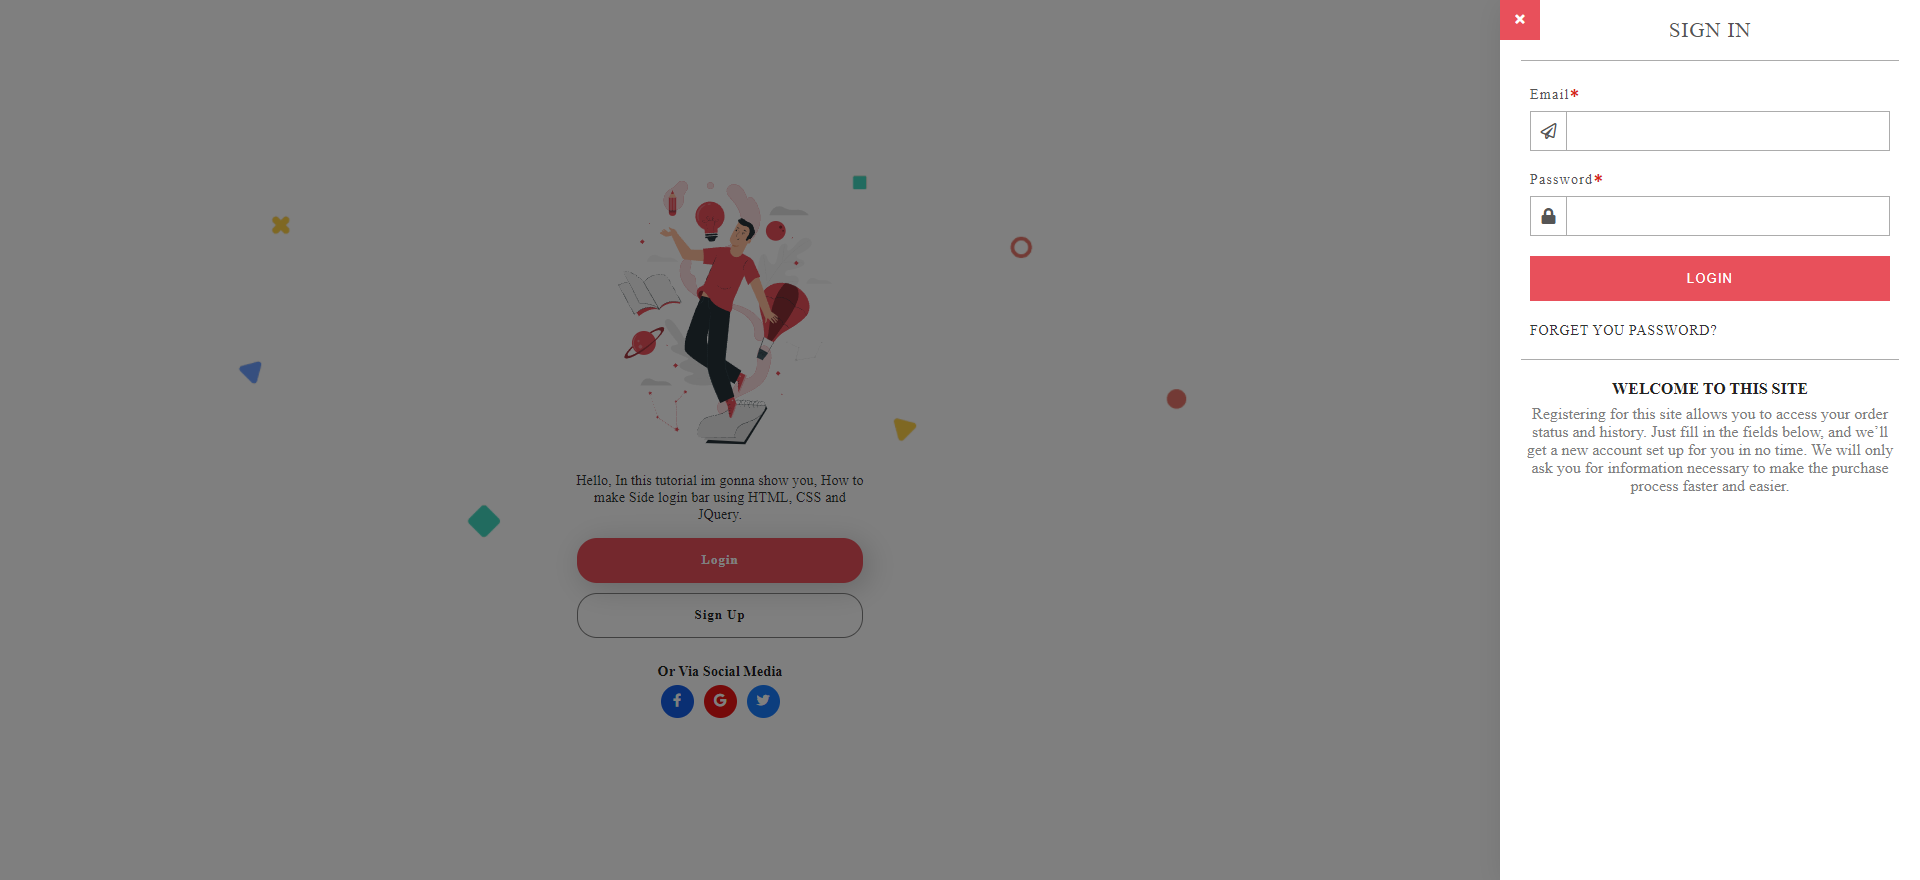 SIGN IN
Email*
Password*
LOGIN
FORGET YOU PASSWORD?
WELCOME TO THIS SITE
Registering for this site allows you to access your order
status and history. Just fill in the fields below, and we’ll
get a new account set up for you in no time. We will only
ask you for information necessary to make the purchase
process faster and easier.
Hello, In this tutorial im gonna show you, How to
make Side login bar using HTML, CSS and
JQuery.
Login
Sign Up
Or Via Social Media